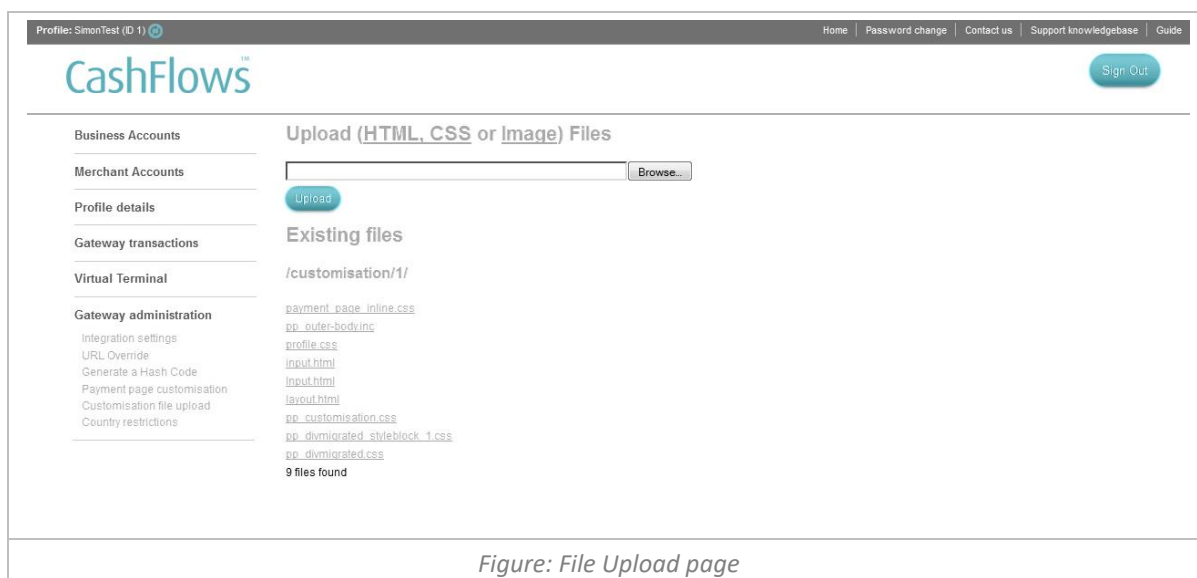 Profile: SimonTest (ID 1)
Home | Password change | Contact us | Support knowledgebase | Guide
CashFlows™
Sign Out
Business Accounts
Merchant Accounts
Profile details
Gateway transactions
Virtual Terminal
Gateway administration
Integration settings
URL Override
Generate a Hash Code
Payment page customisation
Customisation file upload
Country restrictions
Upload (HTML, CSS or Image) Files
Browse...
Upload
Existing files
/customisation/1/
payment_page_inline.css
pp_outer-body.inc
profile.css
input.html
Input.html
layout.html
pp_customisation.css
pp_divmigrated_styleblock_1.css
pp_divmigrated.css
9 files found
Figure: File Upload page